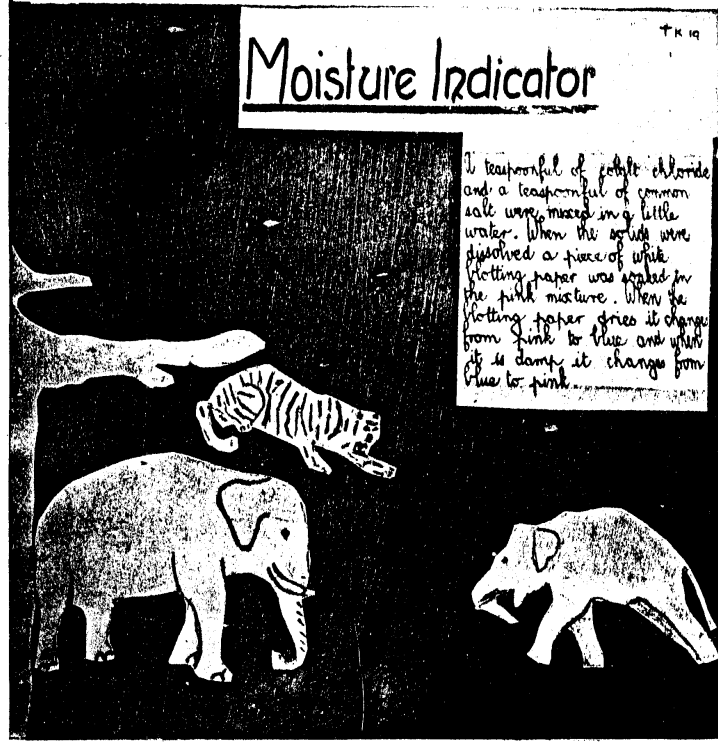 TK 19
Moisture Indicator
1 teaspoonful of cobalt chloride
and a teaspoonful of common
salt were mixed in a little
water. When the solids were
dissolved a piece of white
blotting paper was soaked in
the pink mixture. When the
blotting paper dries it change
from pink to blue and when
it is damp it changes from
blue to pink.